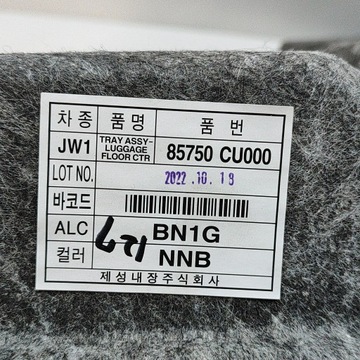 차종 품명 품 번
JW1 TRAY ASSY-LUGGAGE FLOOR CTR 85750 CU000
LOT NO. 2022.10.18
바코드
ALC BN1G
컬러 NNB
제성내장주식회사